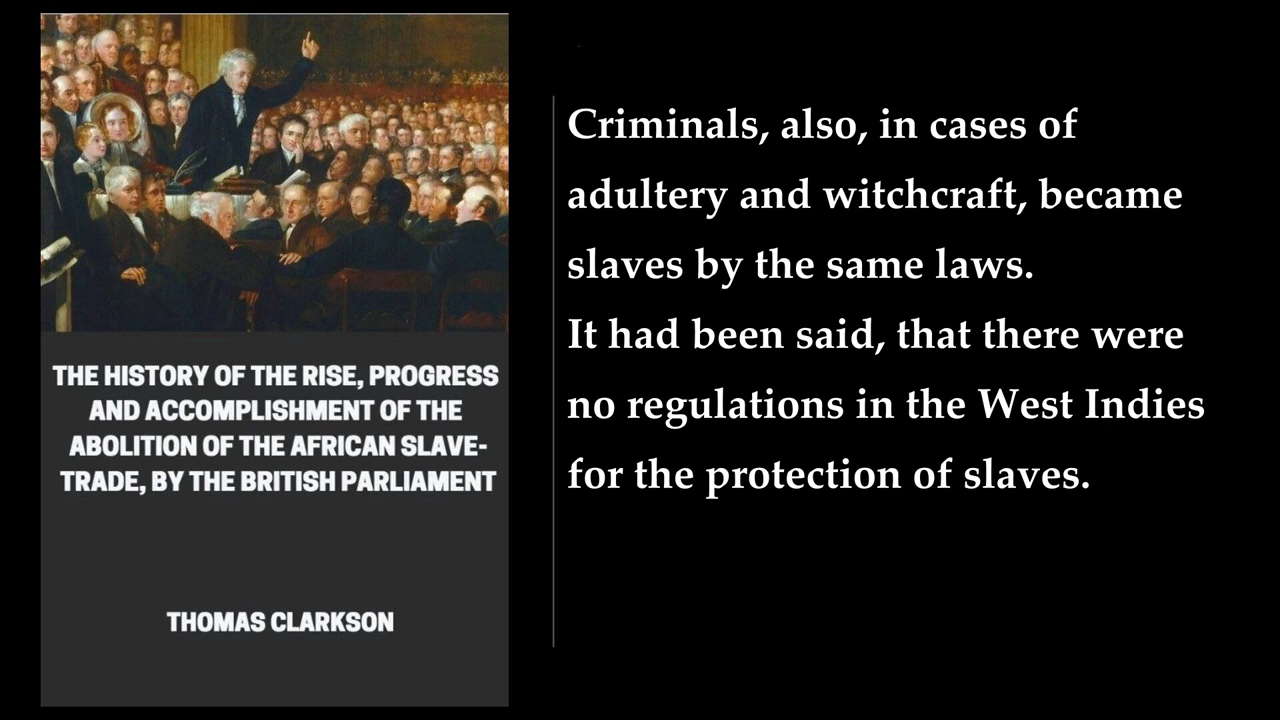 THE HISTORY OF THE RISE, PROGRESS
AND ACCOMPLISHMENT OF THE
ABOLITION OF THE AFRICAN SLAVE-
TRADE, BY THE BRITISH PARLIAMENT
THOMAS CLARKSON
Criminals, also, in cases of
adultery and witchcraft, became
slaves by the same laws.
It had been said, that there were
no regulations in the West Indies
for the protection of slaves.